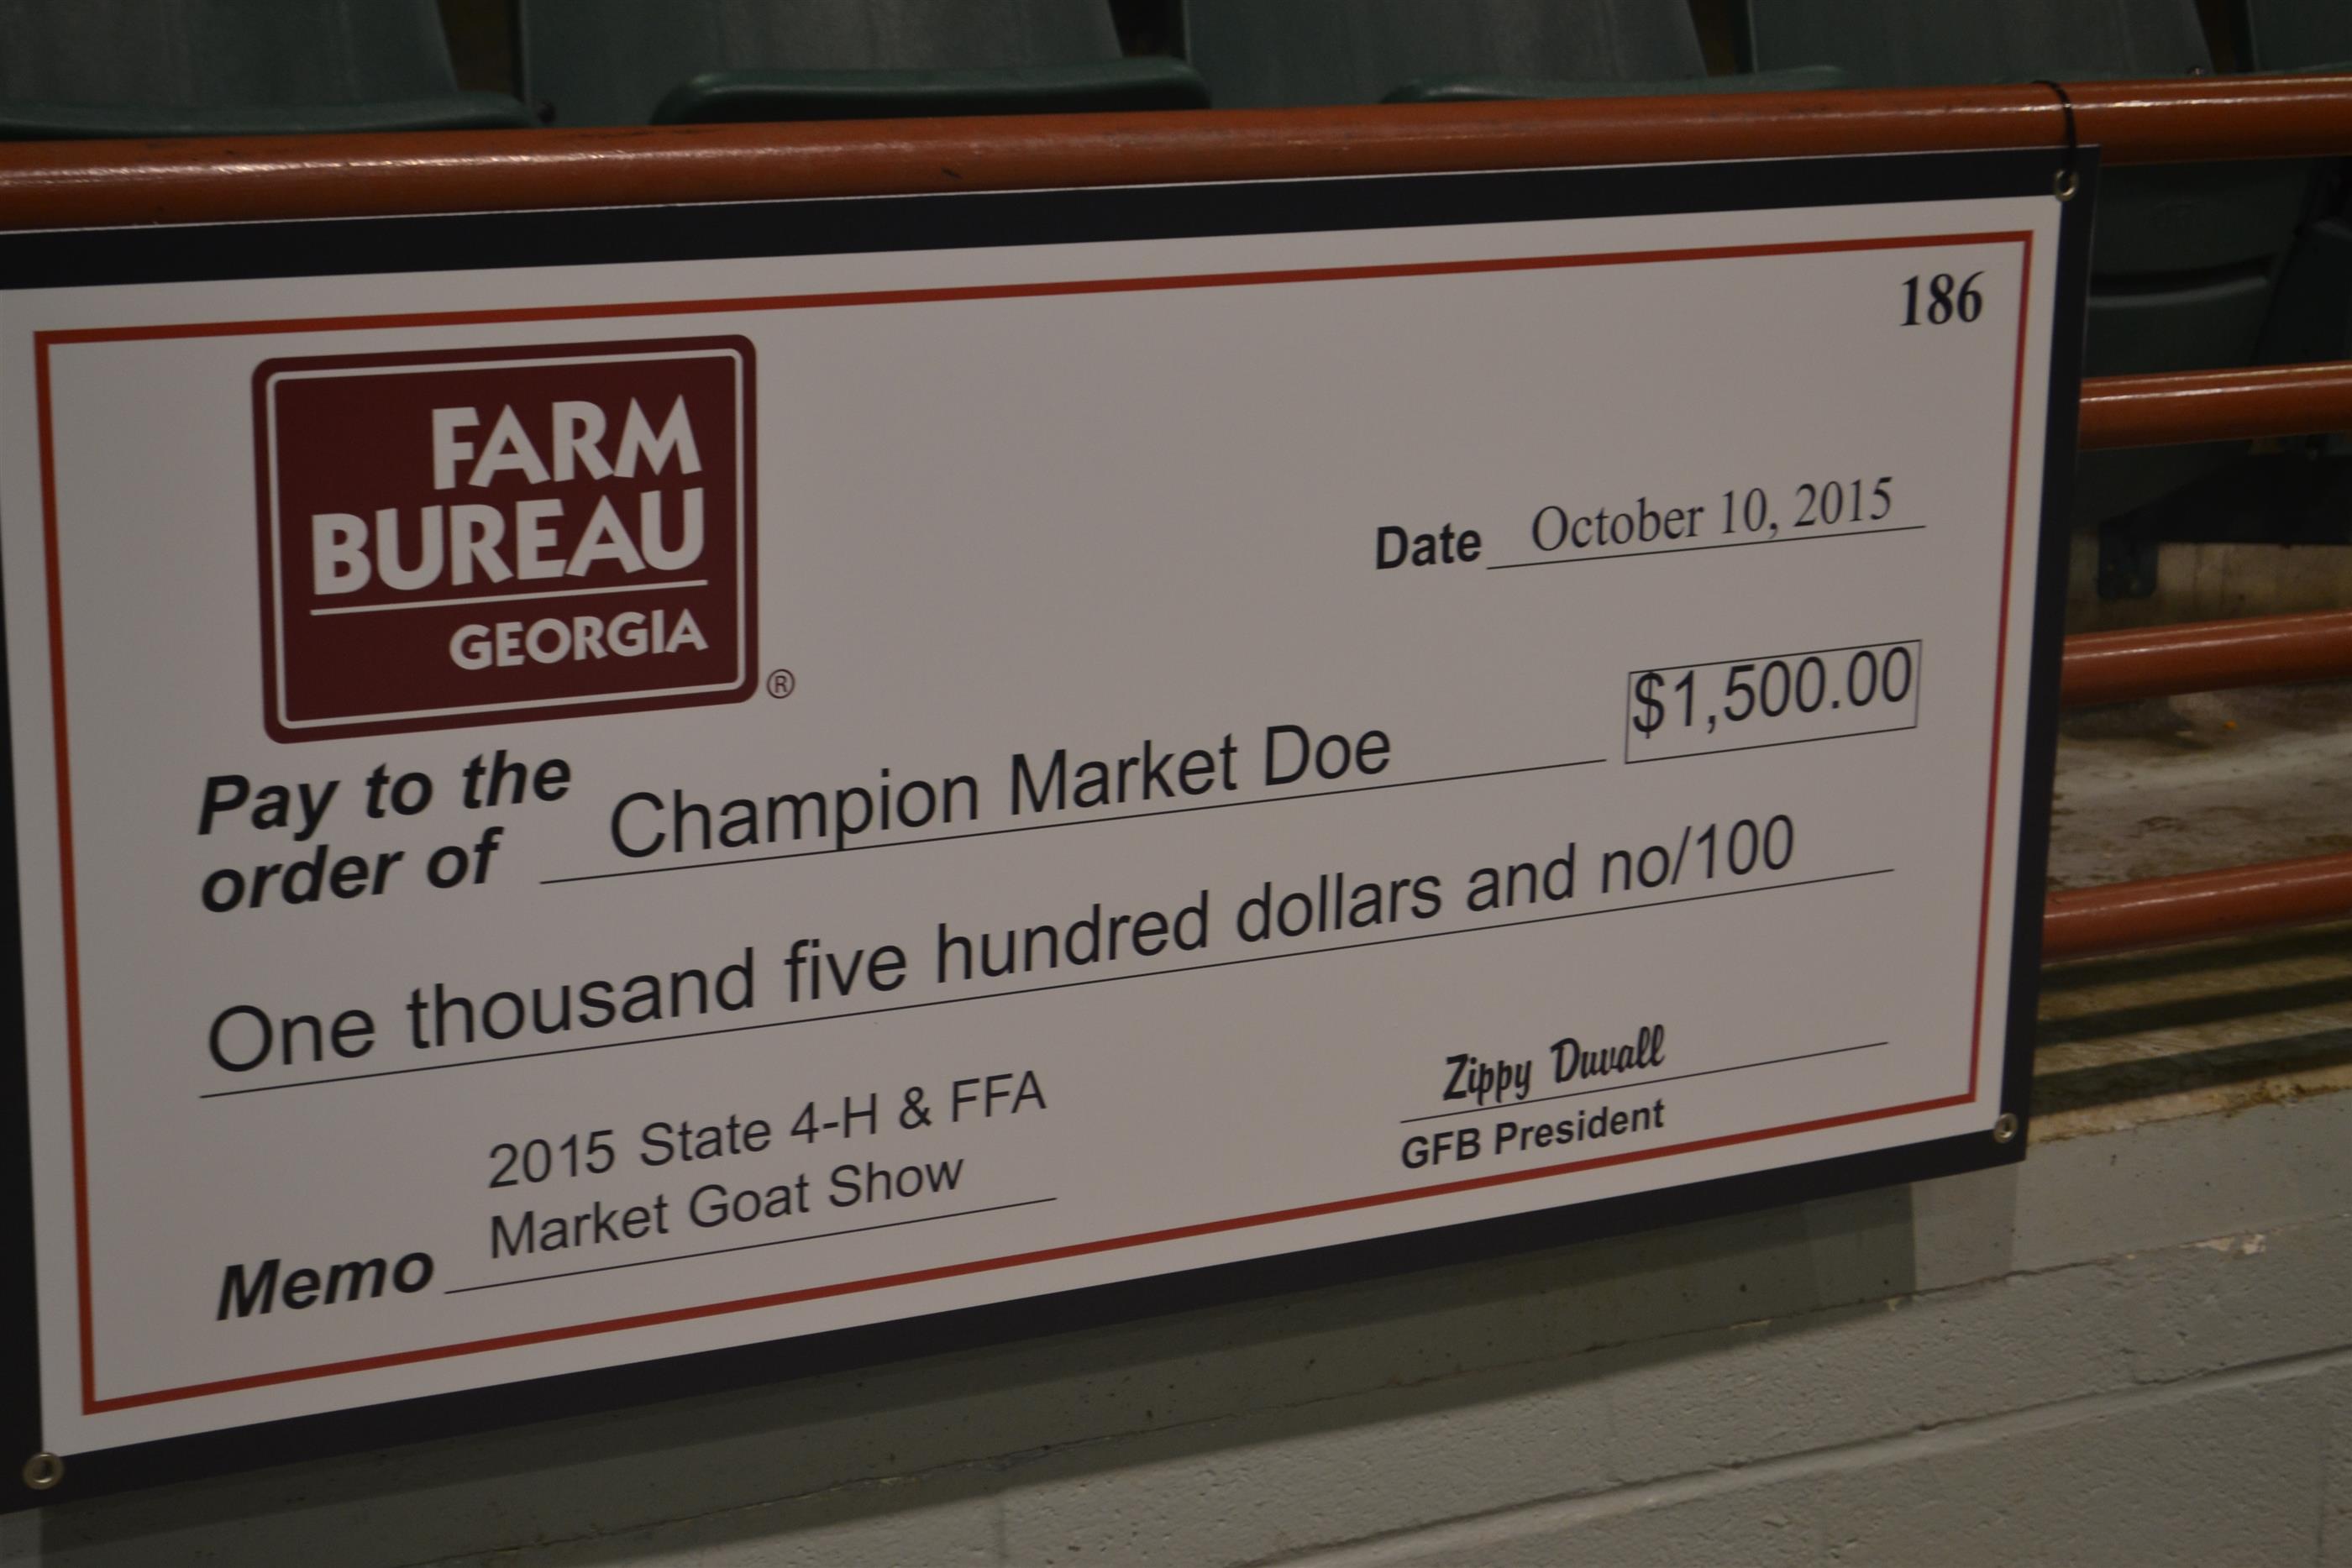 186
FARM
BUREAU
GEORGIA
®
Date October 10, 2015
$1,500.00
Pay to the
order of Champion Market Doe
One thousand five hundred dollars and no/100
2015 State 4-H & FFA
Market Goat Show
Memo
Zippy Duvall
GFB President